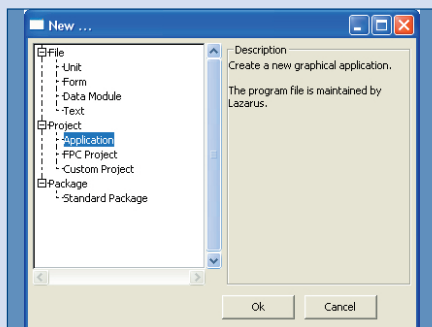 New ...
File
Unit
Form
Data Module
Text
Project
Application
FPC Project
Custom Project
Package
Standard Package
Description
Create a new graphical application.
The program file is maintained by
Lazarus.
Ok
Cancel